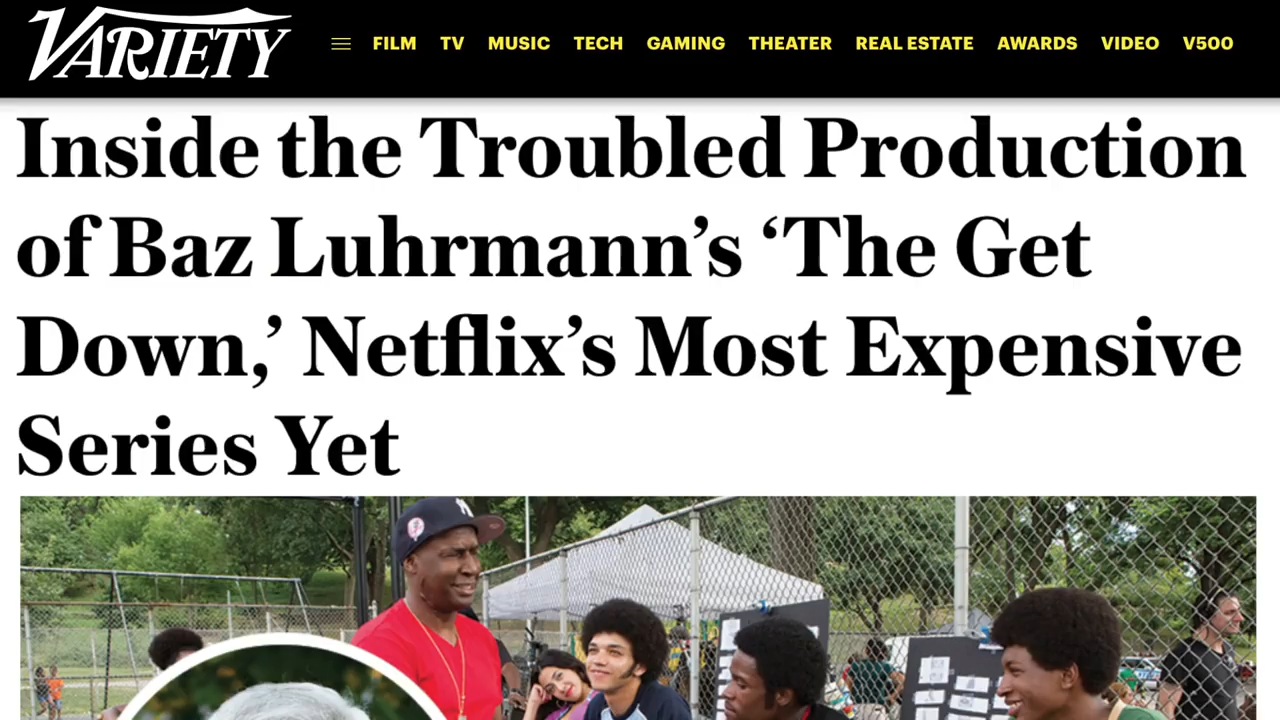 VARIETY
FILM TV MUSIC TECH GAMING THEATER REAL ESTATE AWARDS VIDEO V500
Inside the Troubled Production
of Baz Luhrmann’s ‘The Get
Down,’ Netflix’s Most Expensive
Series Yet